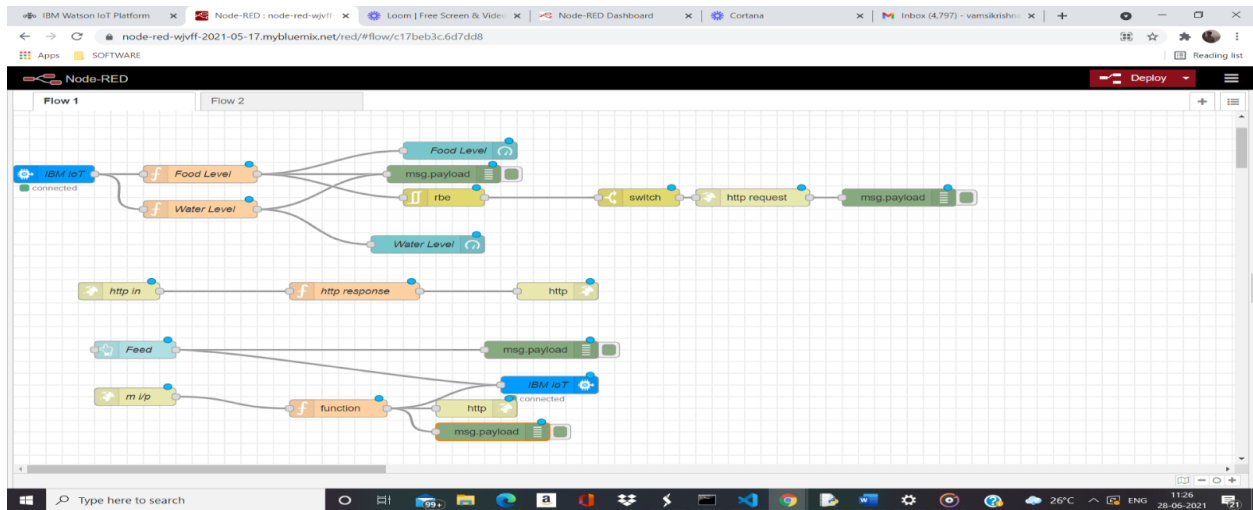 IBM Watson IoT Platform
Node-RED : node-red-wjvff
Loom | Free Screen & Video
Node-RED Dashboard
Cortana
Inbox (4,797) - vamsikrishn
node-red-wjvff-2021-05-17.mybluemix.net/red/#flow/c17beb3c.6d7dd8
Apps SOFTWARE Reading list
Node-RED Deploy
Flow 1 Flow 2
Food Level
IBM IoT Food Level msg.payload
connected
rbe switch http request msg.payload
Water Level
Water Level
http in http response http
Feed msg.payload
IBM IoT
m i/p connected
function http
msg.payload
Type here to search 99+ a 26°C ENG 11:26
28-06-2021 21